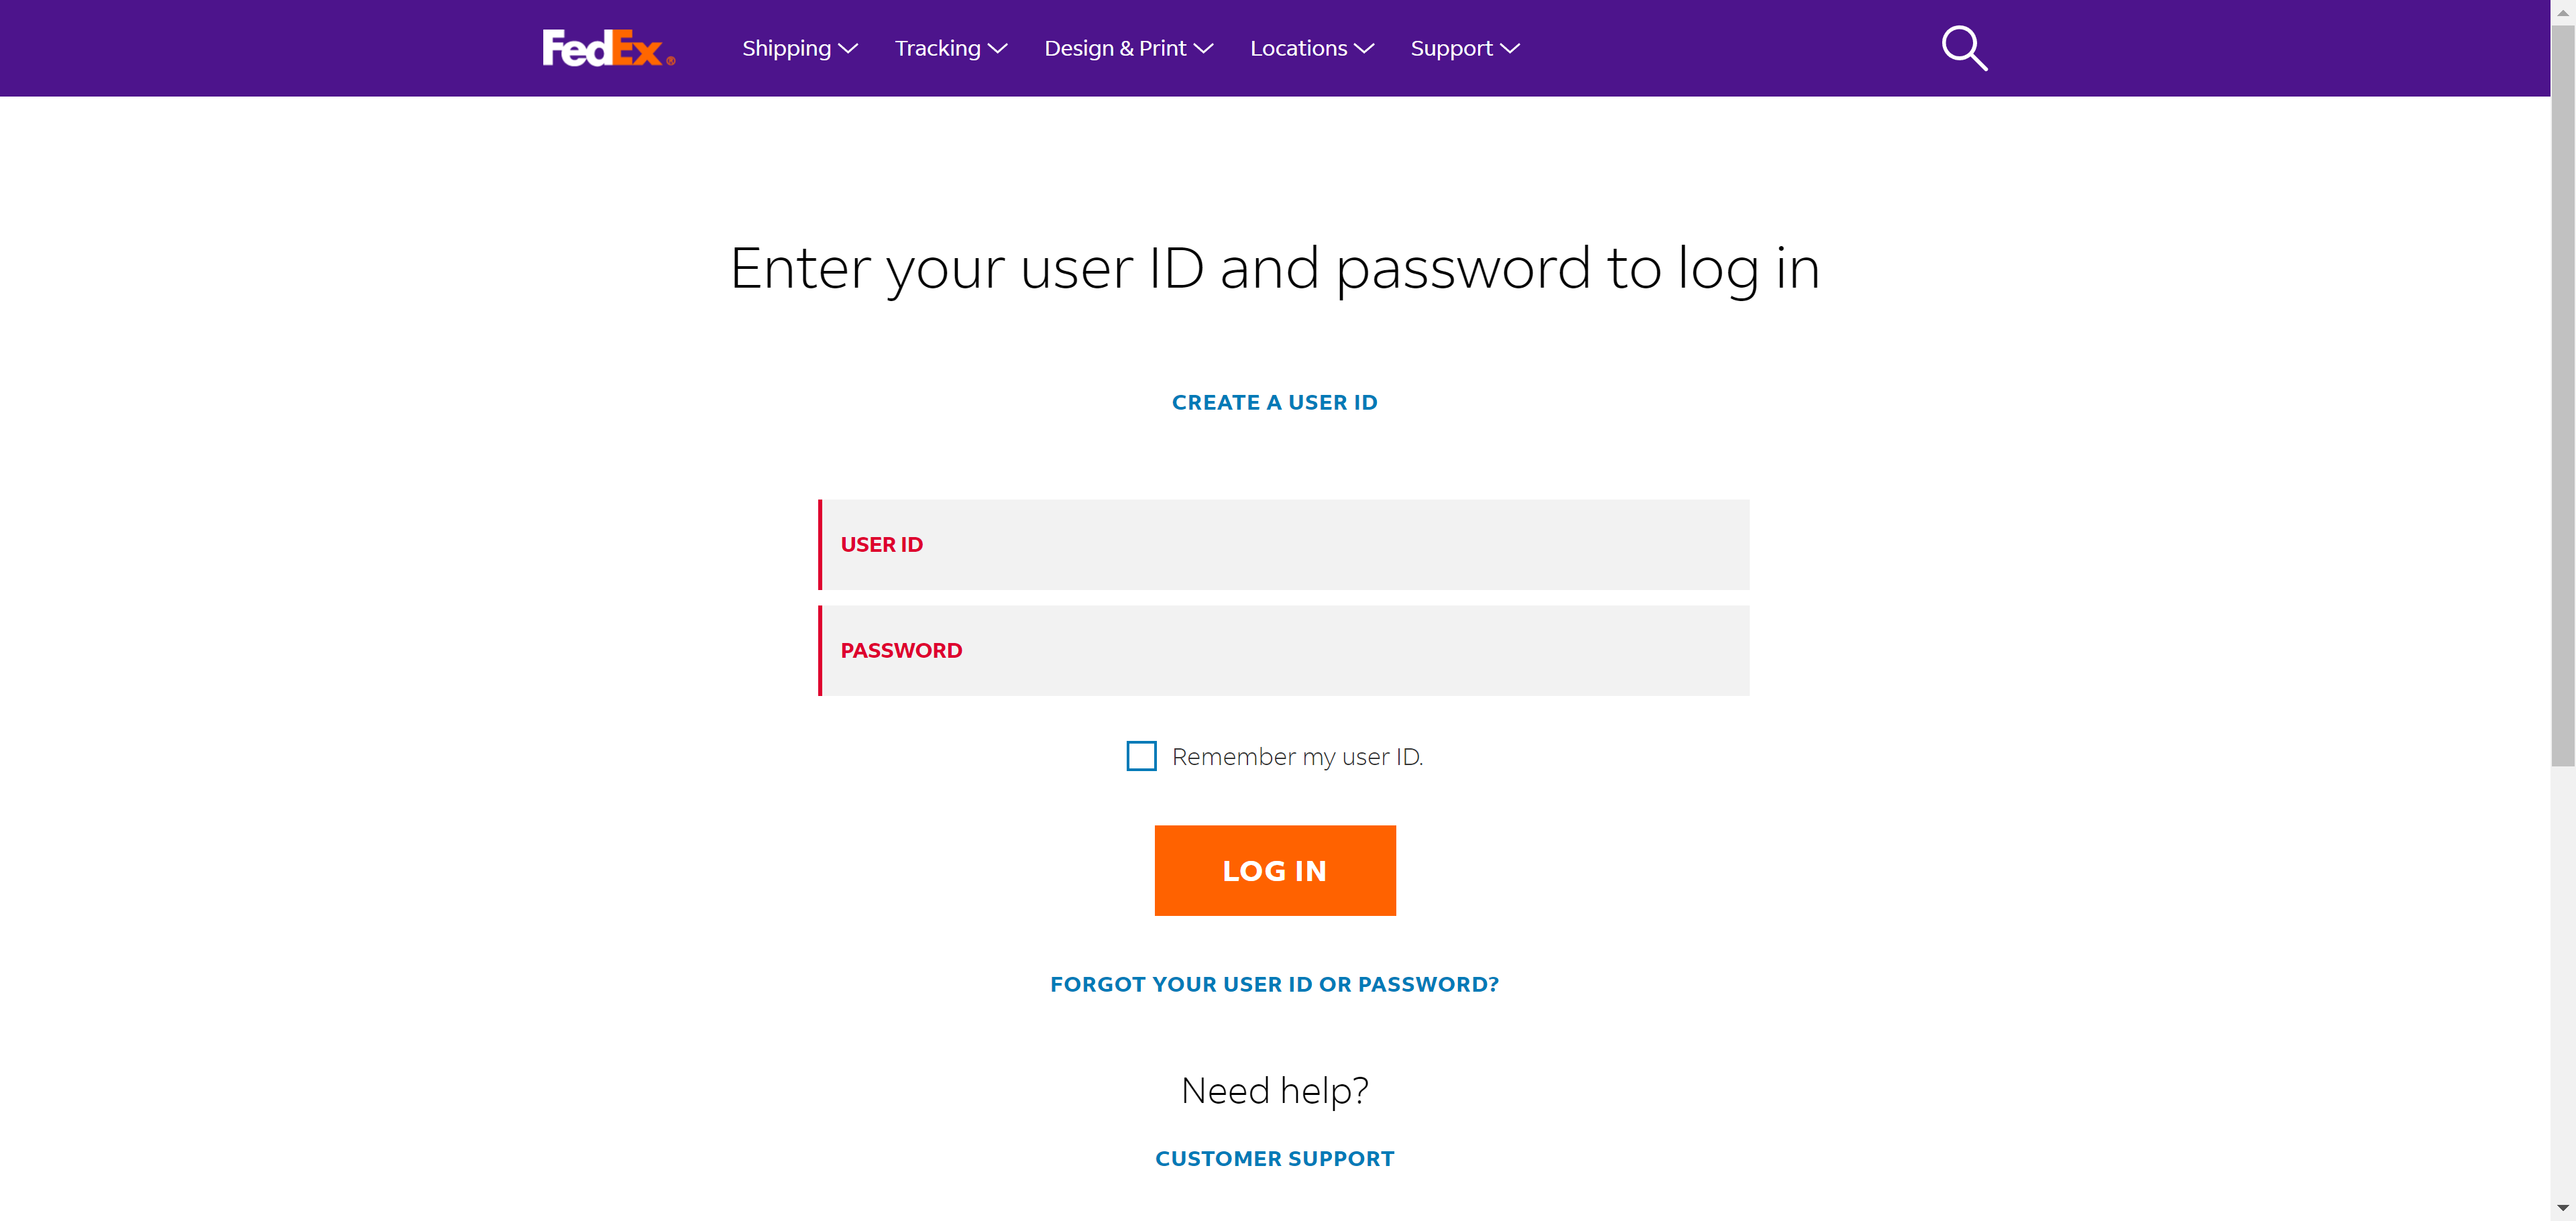 FedEx® Shipping Tracking Design & Print Locations Support
Enter your user ID and password to log in
CREATE A USER ID
USER ID
PASSWORD
Remember my user ID.
LOG IN
FORGOT YOUR USER ID OR PASSWORD?
Need help?
CUSTOMER SUPPORT